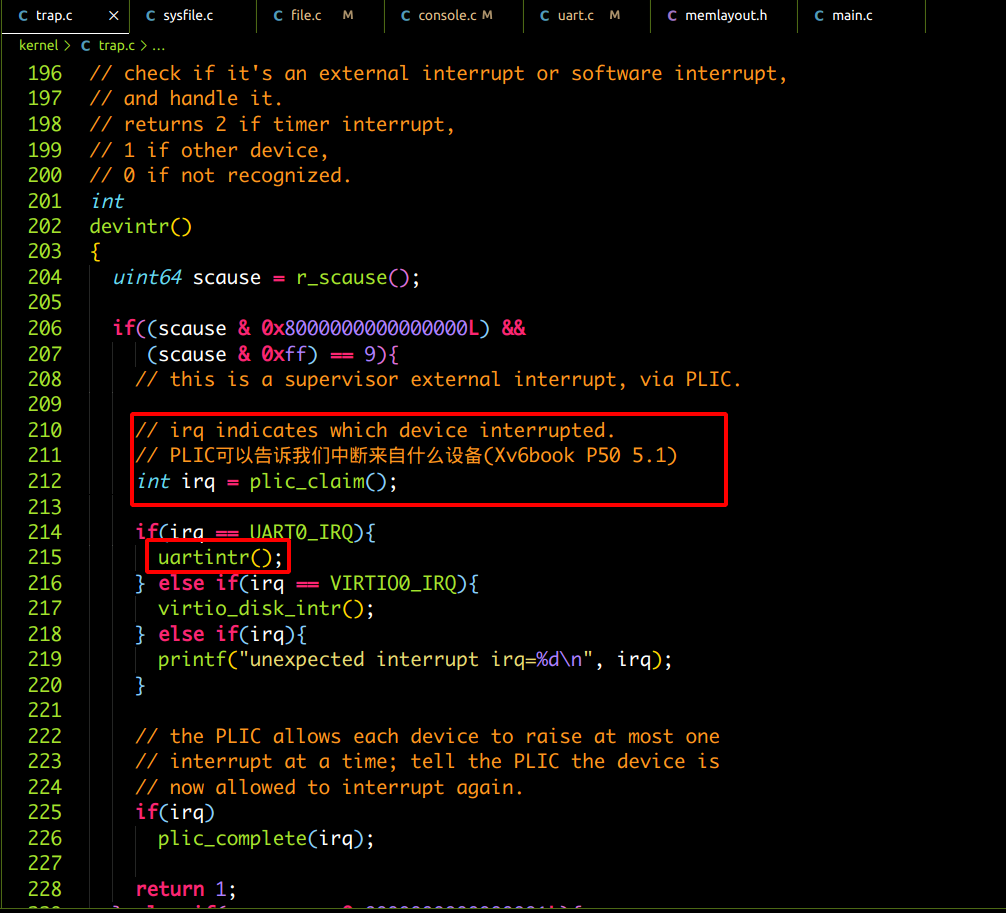 C trap.c × C sysfile.c C file.c M C console.c M C uart.c M C memlayout.h C main.c
kernel > C trap.c > ...
196 // check if it's an external interrupt or software interrupt,
197 // and handle it.
198 // returns 2 if timer interrupt,
199 // 1 if other device,
200 // 0 if not recognized.
201 int
202 devintr()
203 {
204   uint64 scause = r_scause();
205
206   if((scause & 0x8000000000000000L) &&
207      (scause & 0xff) == 9){
208     // this is a supervisor external interrupt, via PLIC.
209
210     // irq indicates which device interrupted.
211     // PLIC可以告诉我们中断来自什么设备(Xv6book P50 5.1)
212     int irq = plic_claim();
213
214     if(irq == UART0_IRQ){
215       uartintr();
216     } else if(irq == VIRTIO0_IRQ){
217       virtio_disk_intr();
218     } else if(irq){
219       printf("unexpected interrupt irq=%d\n", irq);
220     }
221
222     // the PLIC allows each device to raise at most one
223     // interrupt at a time; tell the PLIC the device is
224     // now allowed to interrupt again.
225     if(irq)
226       plic_complete(irq);
227
228     return 1;